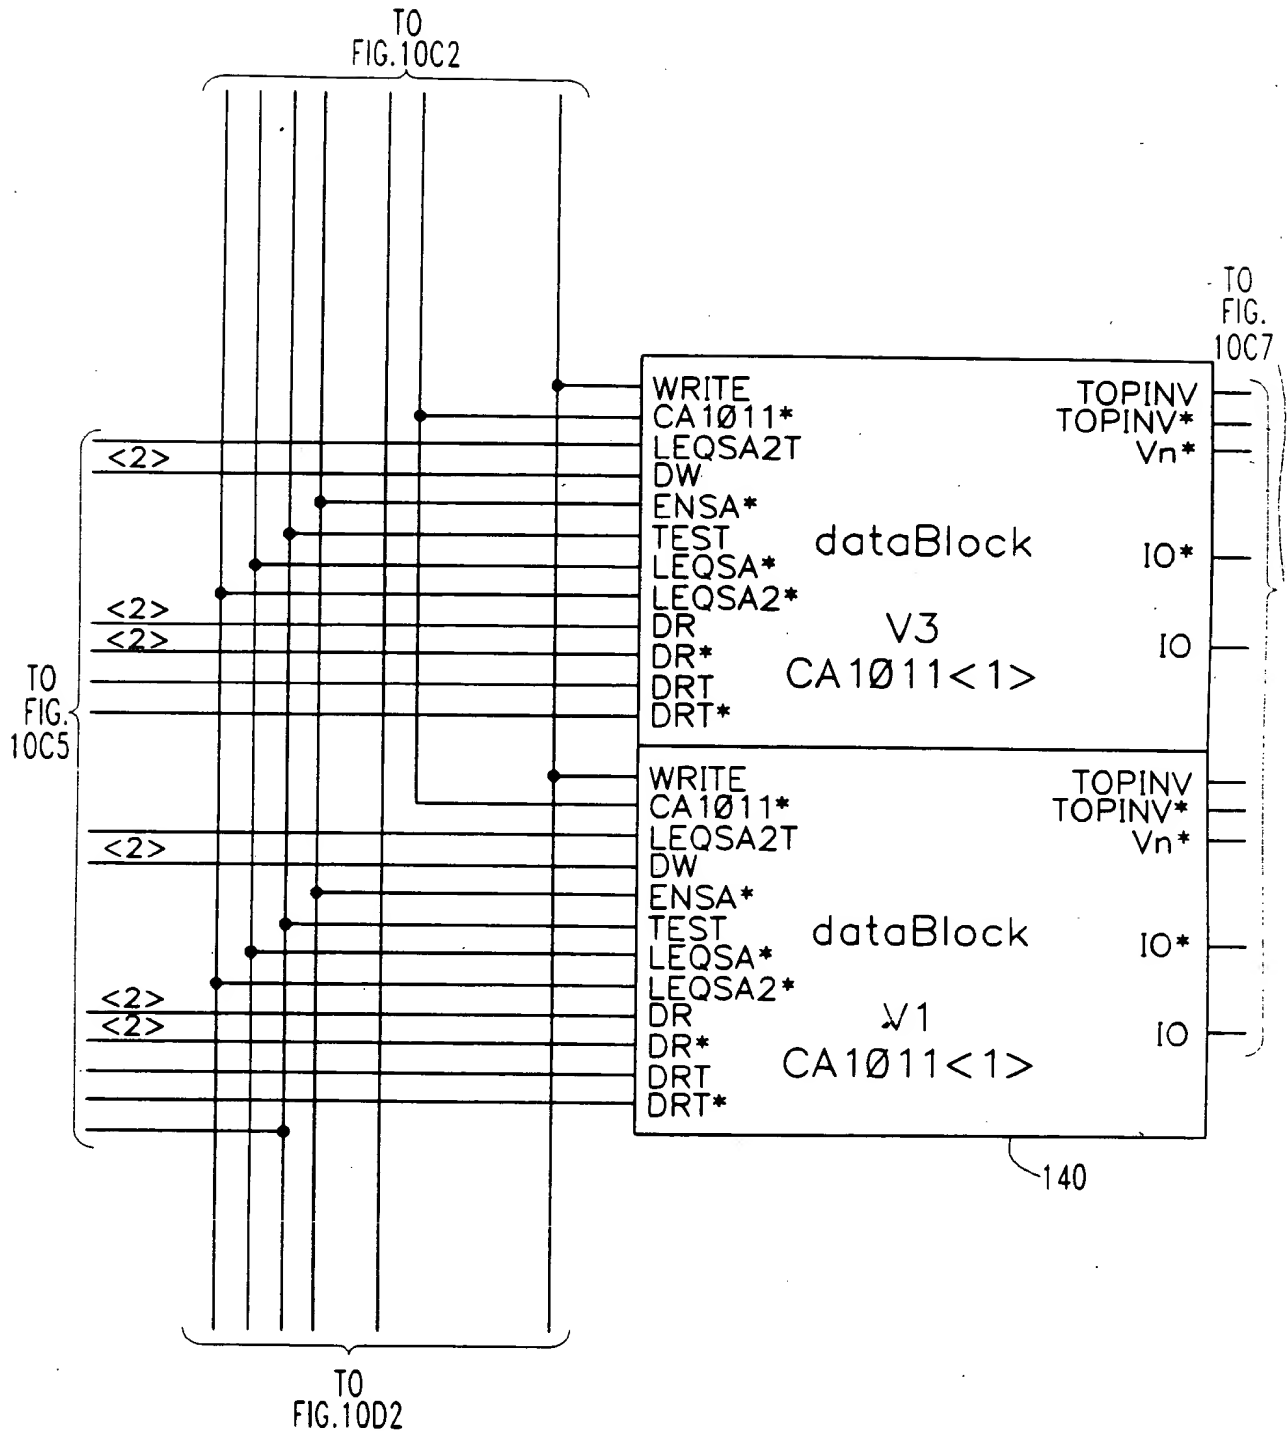 TO
FIG.10C2
TO
FIG.
10C7
WRITE
CA1Ø11*
LEQSA2T
DW
ENSA*
TEST
LEQSA*
LEQSA2*
DR
DR*
DRT
DRT*
dataBlock
V3
CA1Ø11<1>
TOPINV
TOPINV*
Vn*
IO*
IO
<2>
<2>
<2>
TO
FIG.
10C5
WRITE
CA1Ø11*
LEQSA2T
DW
ENSA*
TEST
LEQSA*
LEQSA2*
DR
DR*
DRT
DRT*
dataBlock
V1
CA1Ø11<1>
TOPINV
TOPINV*
Vn*
IO*
IO
<2>
<2>
<2>
140
TO
FIG.10D2